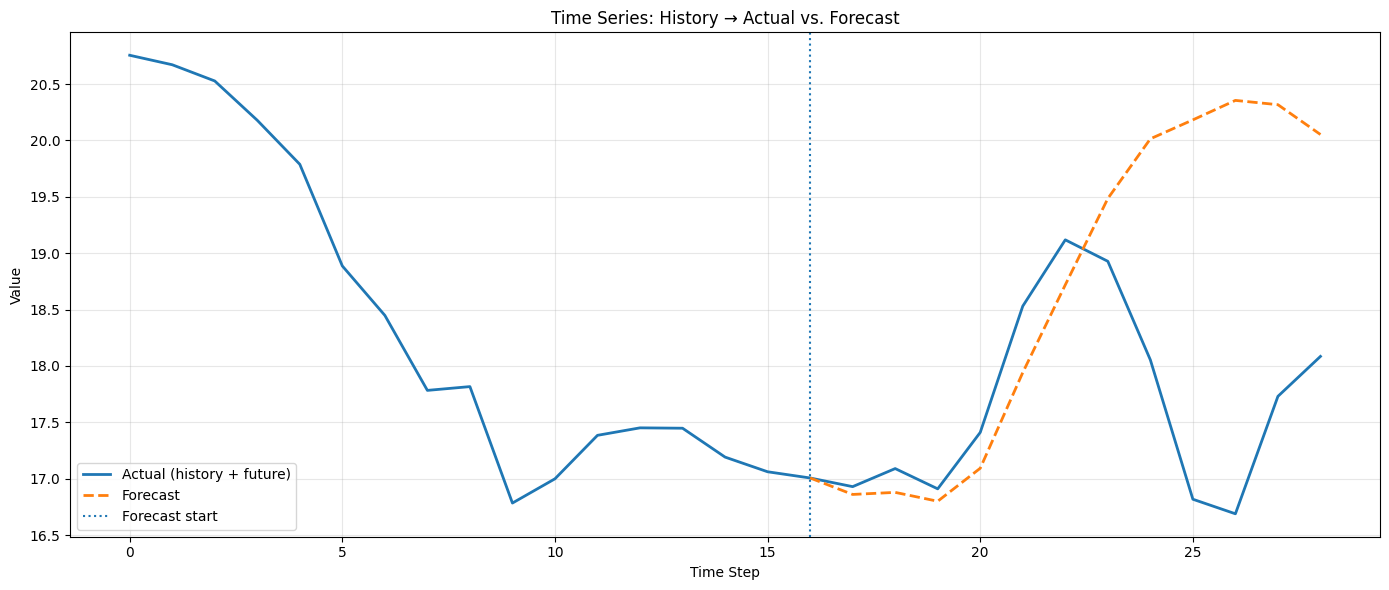 Time Series: History → Actual vs. Forecast
Value
20.5
20.0
19.5
19.0
18.5
18.0
17.5
17.0
16.5
Actual (history + future)
Forecast
Forecast start
0 5 10 15 20 25
Time Step